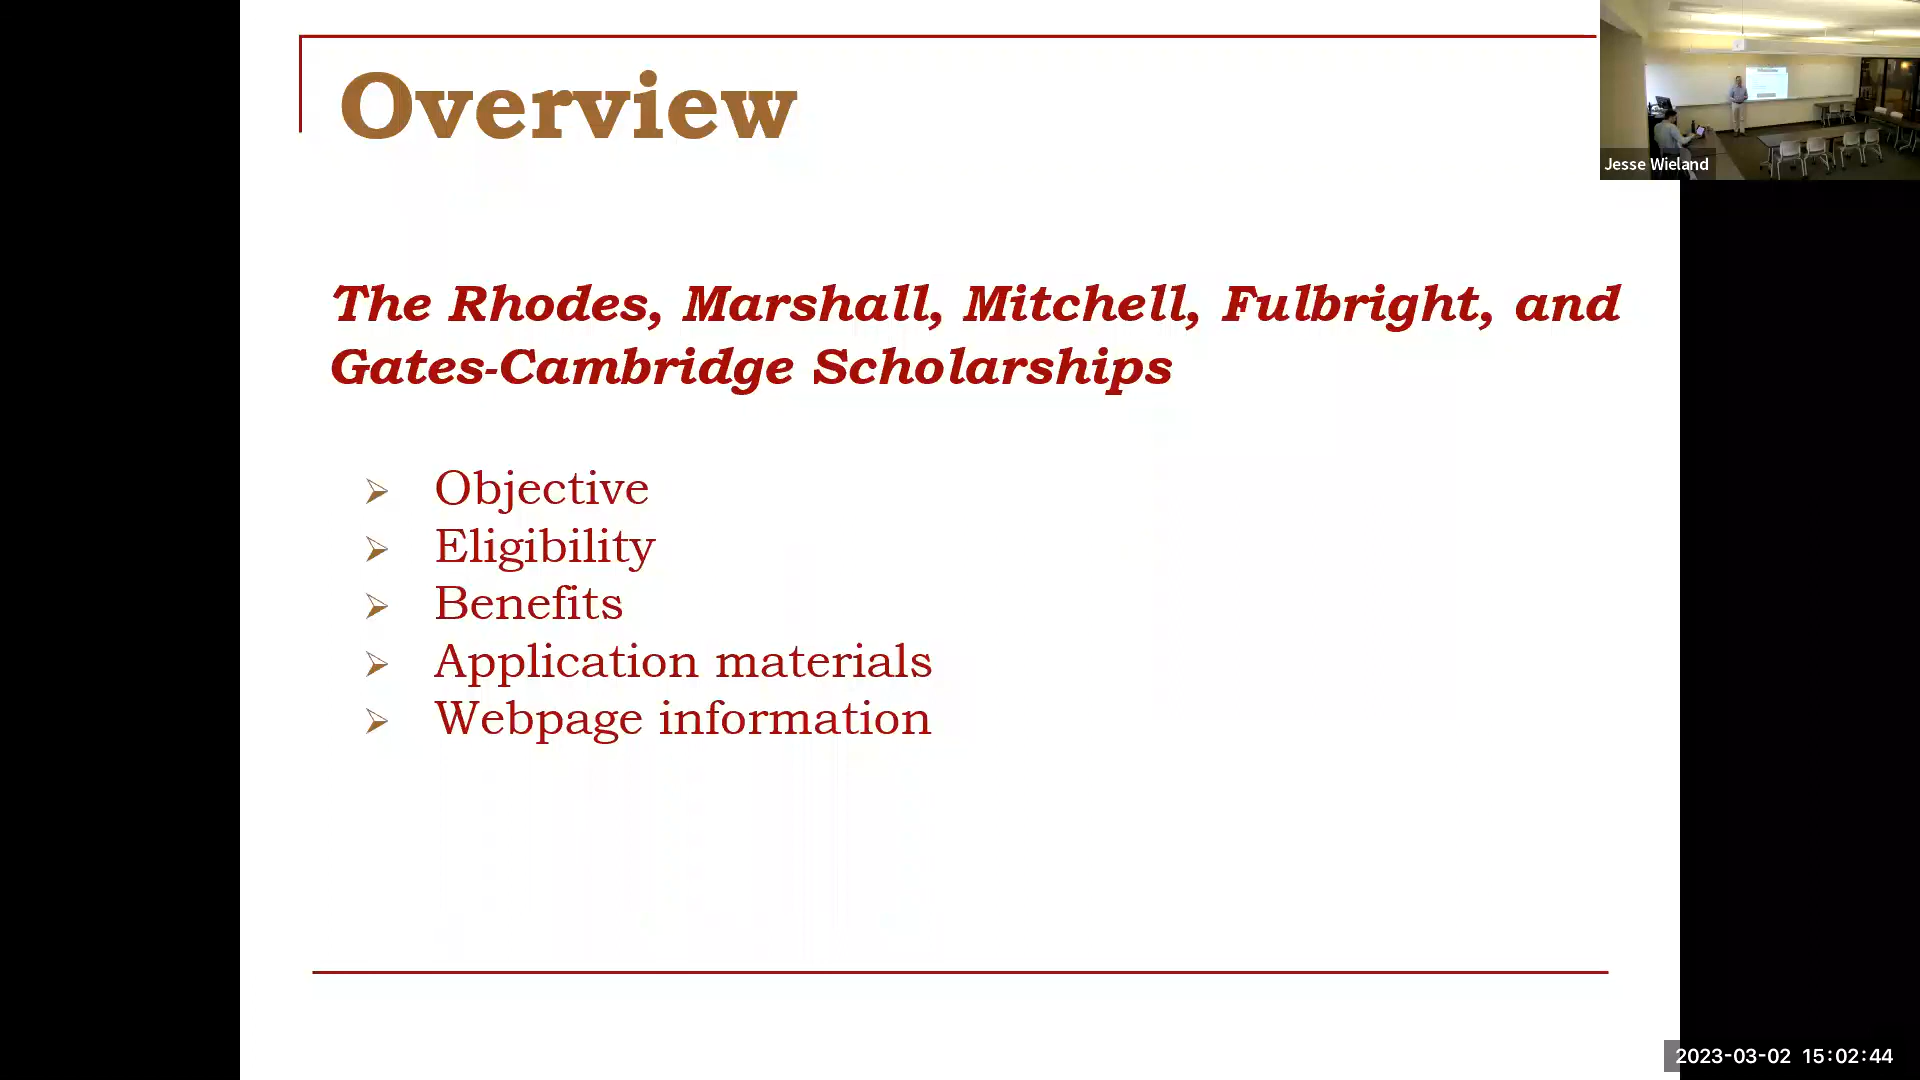 Overview
The Rhodes, Marshall, Mitchell, Fulbright, and
Gates-Cambridge Scholarships
Objective
Eligibility
Benefits
Application materials
Webpage information
Jesse Wieland
2023-03-02 15:02:44